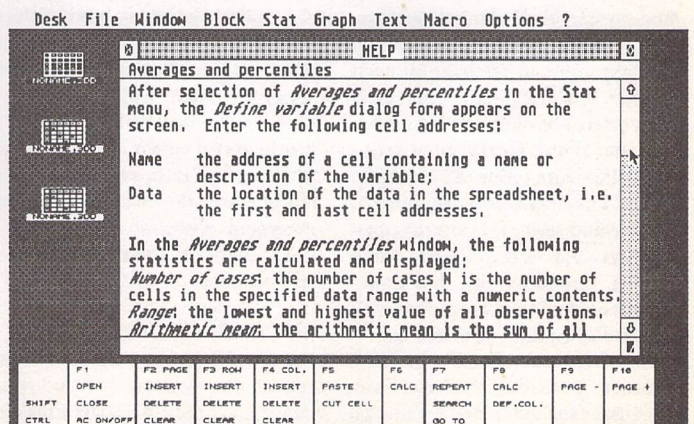 Desk File Window Block Stat Graph Text Macro Options ?
HELP
Averages and percentiles
After selection of Averages and percentiles in the Stat
menu, the Define variable dialog form appears on the
screen. Enter the following cell addresses:
Name the address of a cell containing a name or
description of the variable;
Data the location of the data in the spreadsheet, i.e.
the first and last cell addresses.
In the Averages and percentiles window, the following
statistics are calculated and displayed:
Number of cases: the number of cases N is the number of
cells in the specified data range with a numeric contents.
Range: the lowest and highest value of all observations.
Arithmetic mean: the arithmetic mean is the sum of all
NONAME.SDD
NONAME.SDD
F1 F2 PAGE F3 ROW F4 COL. F5 F6 F7 F8 F9 F10
OPEN INSERT INSERT INSERT PASTE CALC REPEAT CALC PAGE - PAGE +
SHIFT CLOSE DELETE DELETE DELETE CUT CELL SEARCH DEF.COL.
CTRL AC ON/OFF CLEAR CLEAR CLEAR GO TO